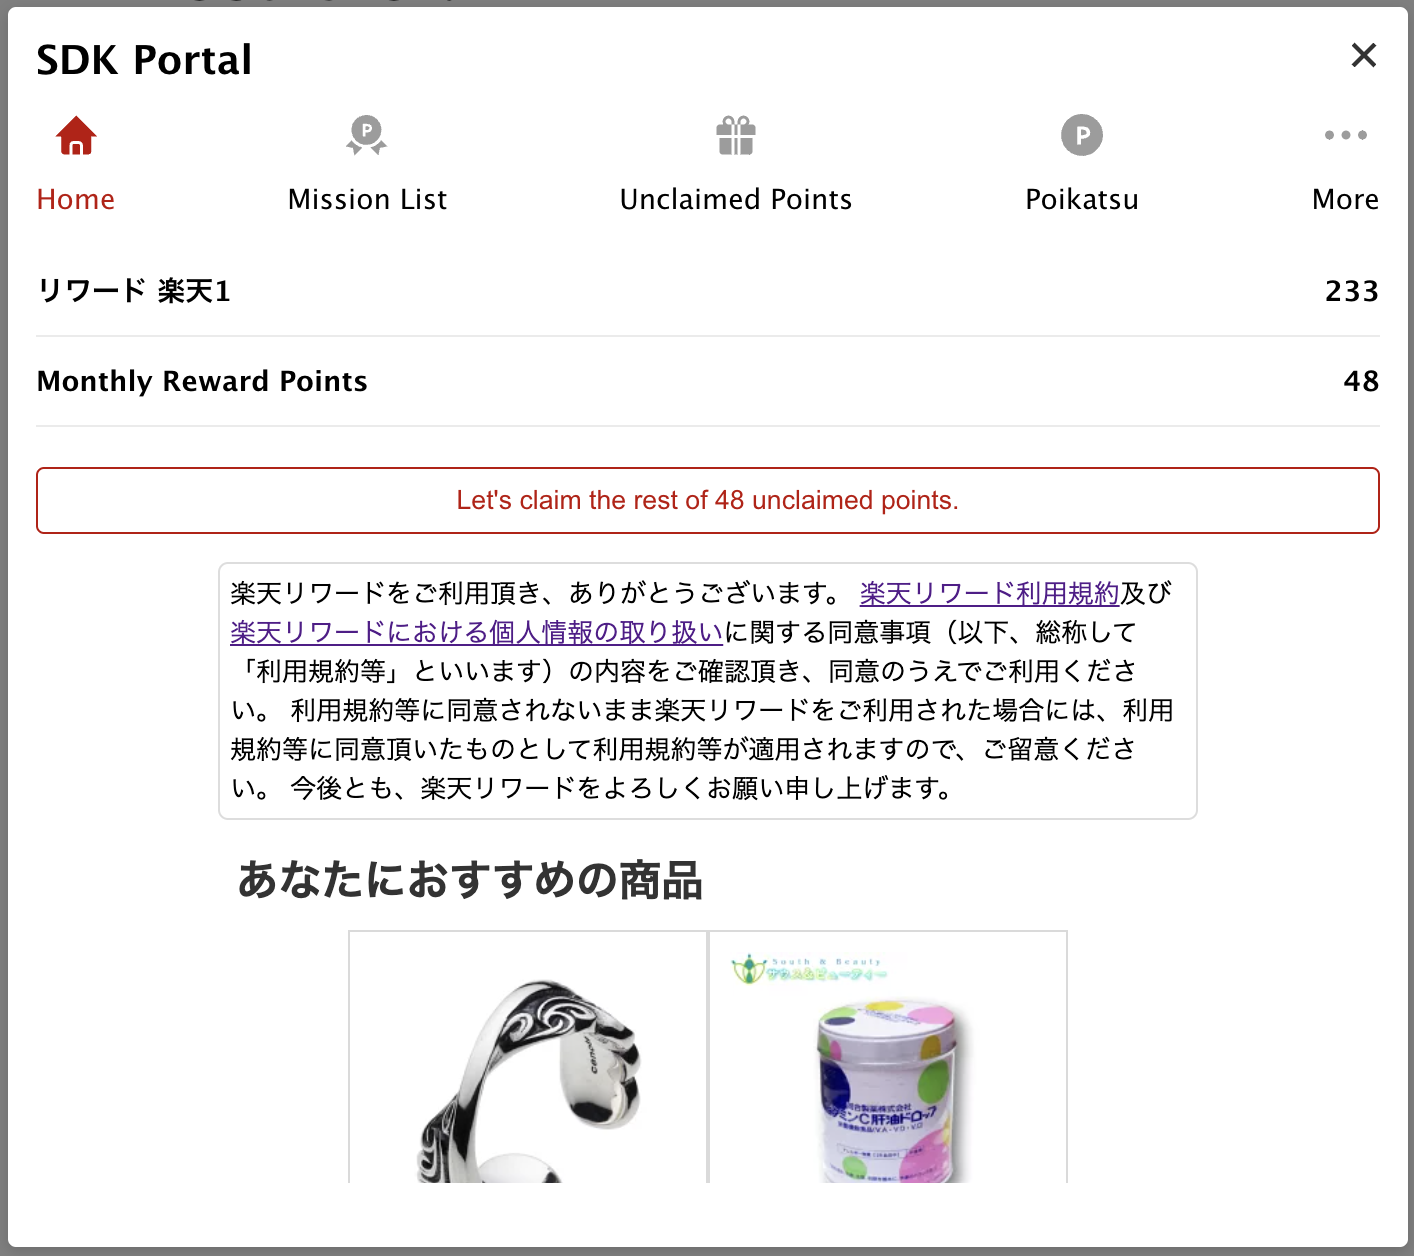 SDK Portal
P
P
Home
Mission List
Unclaimed Points
Poikatsu
More
リワード 楽天1
233
Monthly Reward Points
48
Let's claim the rest of 48 unclaimed points.
楽天リワードをご利用頂き、ありがとうございます。 楽天リワード利用規約及び
楽天リワードにおける個人情報の取り扱いに関する同意事項（以下、総称して
「利用規約等」といいます）の内容をご確認頂き、同意のうえでご利用くださ
い。 利用規約等に同意されないまま楽天リワードをご利用された場合には、利用
規約等に同意頂いたものとして利用規約等が適用されますので、ご留意くださ
い。 今後とも、楽天リワードをよろしくお願い申し上げます。
あなたにおすすめの商品
South & Beauty
サウス&ビューティー
河合製薬株式会社
ミンC肝油ドロップ